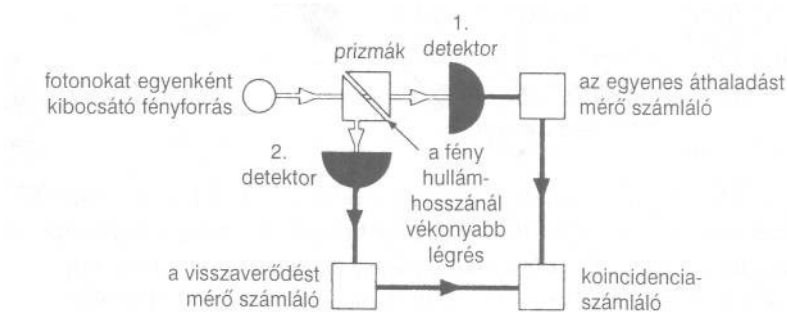 fotonokat egyenként
kibocsátó fényforrás
prizmák
1.
detektor
az egyenes áthaladást
mérő számláló
2.
detektor
a fény
hullám-
hosszánál
vékonyabb
légrés
a visszaverődést
mérő számláló
koincidencia-
számláló